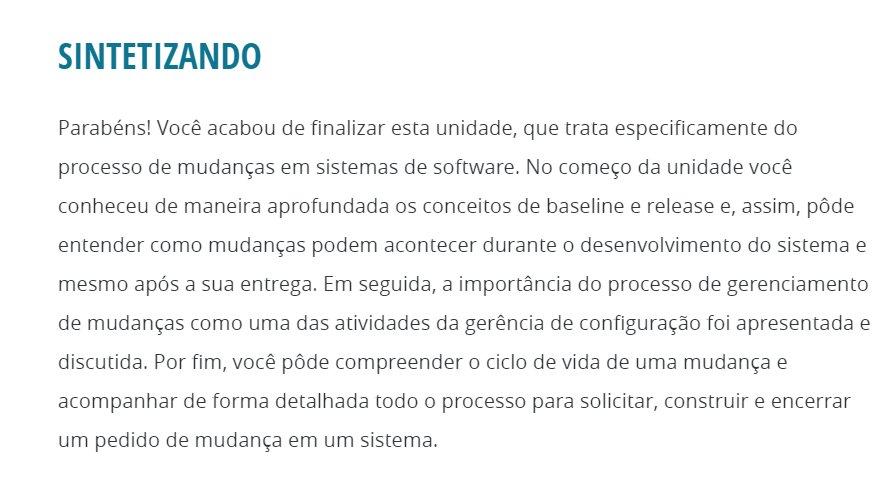 SINTETIZANDO
Parabéns! Você acabou de finalizar esta unidade, que trata especificamente do
processo de mudanças em sistemas de software. No começo da unidade você
conheceu de maneira aprofundada os conceitos de baseline e release e, assim, pôde
entender como mudanças podem acontecer durante o desenvolvimento do sistema e
mesmo após a sua entrega. Em seguida, a importância do processo de gerenciamento
de mudanças como uma das atividades da gerência de configuração foi apresentada e
discutida. Por fim, você pôde compreender o ciclo de vida de uma mudança e
acompanhar de forma detalhada todo o processo para solicitar, construir e encerrar
um pedido de mudança em um sistema.